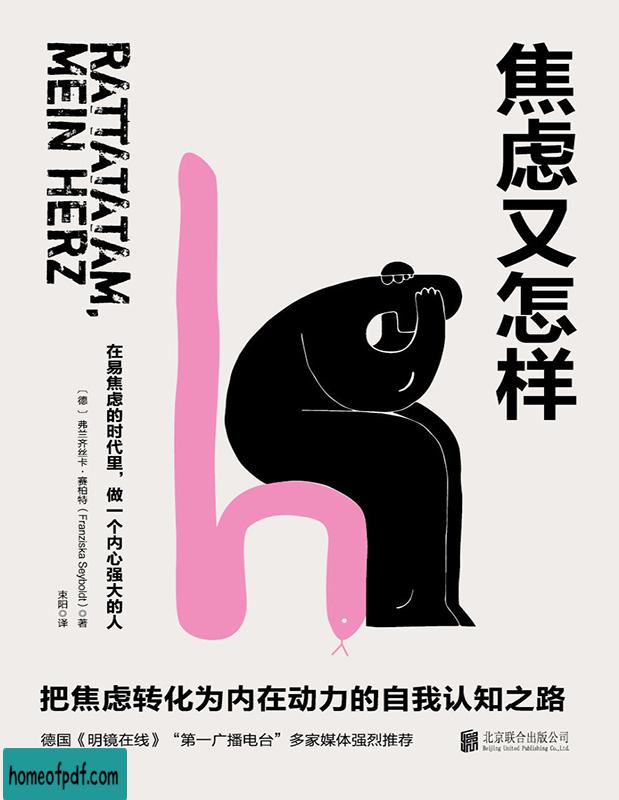 焦虑又怎样
RATTATATAM,
MEIN HERZ
在易焦虑的时代里，做一个内心强大的人
〔德〕弗兰齐丝卡·赛柏特（Franziska Seyboldt）◎著
束阳◎译
把焦虑转化为内在动力的自我认知之路
德国《明镜在线》“第一广播电台”多家媒体强烈推荐
北京联合出版公司
Beijing United Publishing Co.,Ltd.
homeofpdf.com